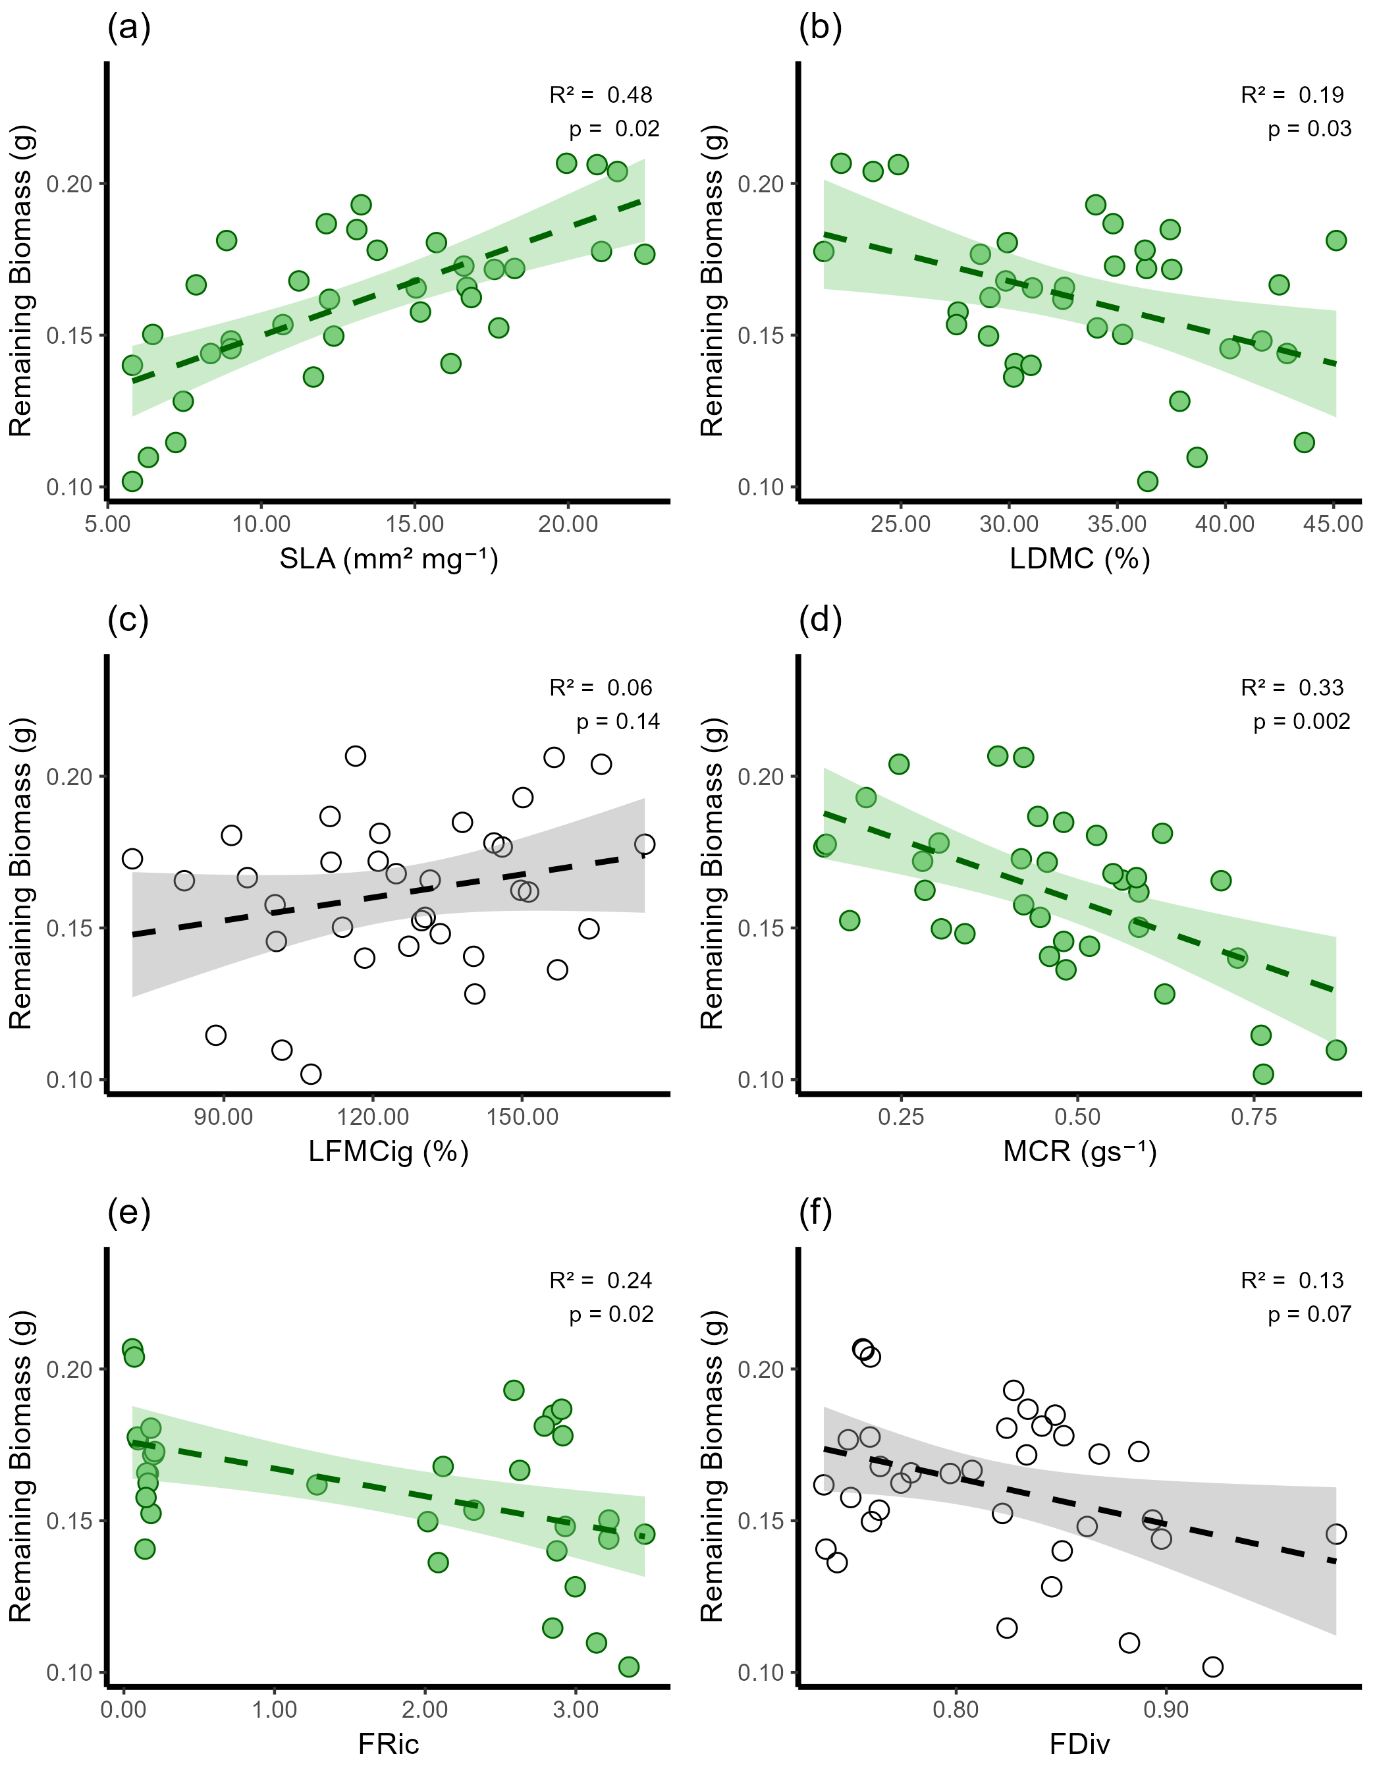 (a)
R² = 0.48
p = 0.02
Remaining Biomass (g)
0.20
0.15
0.10
5.00 10.00 15.00 20.00
SLA (mm² mg⁻¹)
(b)
R² = 0.19
p = 0.03
Remaining Biomass (g)
0.20
0.15
0.10
25.00 30.00 35.00 40.00 45.00
LDMC (%)
(c)
R² = 0.06
p = 0.14
Remaining Biomass (g)
0.20
0.15
0.10
90.00 120.00 150.00
LFMCig (%)
(d)
R² = 0.33
p = 0.002
Remaining Biomass (g)
0.20
0.15
0.10
0.25 0.50 0.75
MCR (gs⁻¹)
(e)
R² = 0.24
p = 0.02
Remaining Biomass (g)
0.20
0.15
0.10
0.00 1.00 2.00 3.00
FRic
(f)
R² = 0.13
p = 0.07
Remaining Biomass (g)
0.20
0.15
0.10
0.80 0.90
FDiv